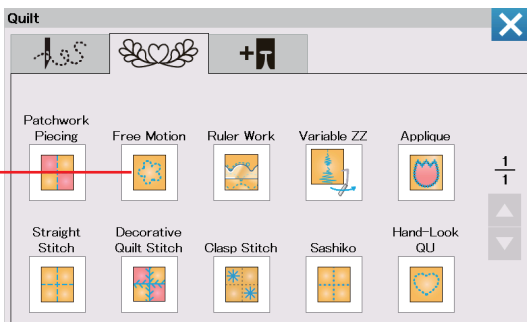 Quilt
Patchwork
Piecing
Free Motion
Ruler Work
Variable ZZ
Applique
1
1
Straight
Stitch
Decorative
Quilt Stitch
Clasp Stitch
Sashiko
Hand-Look
QU